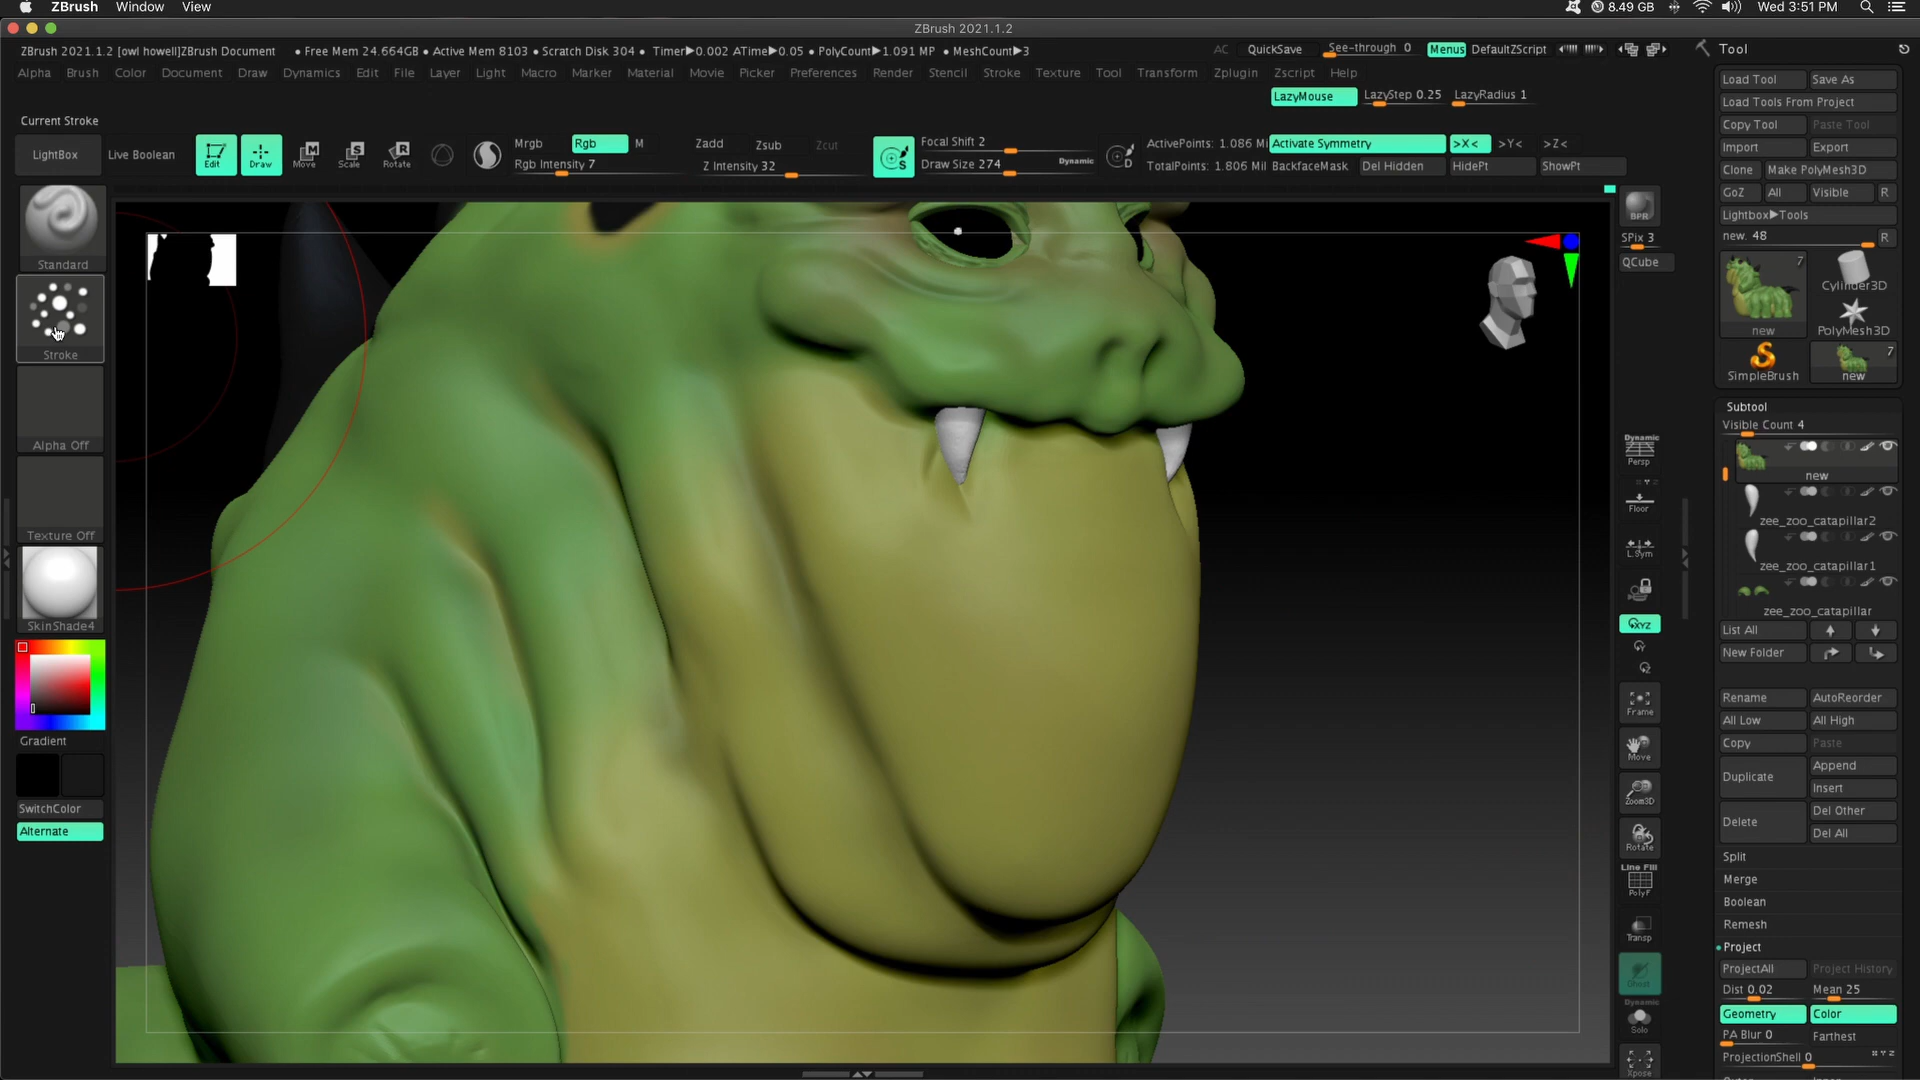 ZBrush Window View 8.49 GB Wed 3:51 PM
ZBrush 2021.1.2
ZBrush 2021.1.2 [owl howell]ZBrush Document • Free Mem 24.664GB • Active Mem 8103 • Scratch Disk 304 • Timer▶0.002 ATime▶0.05 • PolyCount▶1.091 MP • MeshCount▶3 AC QuickSave See-through 0 Menus DefaultZScript
Alpha Brush Color Document Draw Dynamics Edit File Layer Light Macro Marker Material Movie Picker Preferences Render Stencil Stroke Texture Tool Transform Zplugin Zscript Help
LazyMouse LazyStep 0.25 LazyRadius 1
Current Stroke
LightBox Live Boolean Edit Draw Move Scale Rotate
Mrgb Rgb M Zadd Zsub Zcut Focal Shift 2 ActivePoints: 1.086 Mi Activate Symmetry >X< >Y< >Z<
Rgb Intensity 7 Z Intensity 32 Draw Size 274 Dynamic TotalPoints: 1.806 Mil BackfaceMask Del Hidden HidePt ShowPt
S
D
Standard
Stroke
Alpha Off
Texture Off
SkinShade4
Gradient
SwitchColor
Alternate
BPR
SPix 3
QCube
Dynamic
Persp
Floor
L.Sym
XYZ
Frame
Move
Zoom3D
Rotate
Line Fill
PolyF
Transp
Ghost
Dynamic
Solo
Xpose
Tool
Load Tool Save As
Load Tools From Project
Copy Tool Paste Tool
Import Export
Clone Make PolyMesh3D
GoZ All Visible R
Lightbox▶Tools
new. 48 R
7
new Cylinder3D
PolyMesh3D
7
SimpleBrush new
Subtool
Visible Count 4
new
zee_zoo_catapillar2
zee_zoo_catapillar1
zee_zoo_catapillar
List All
New Folder
Rename AutoReorder
All Low All High
Copy Paste
Duplicate Append
Insert
Delete Del Other
Del All
Split
Merge
Boolean
Remesh
Project
ProjectAll Project History
Dist 0.02 Mean 25
Geometry Color
PA Blur 0 Farthest
ProjectionShell 0